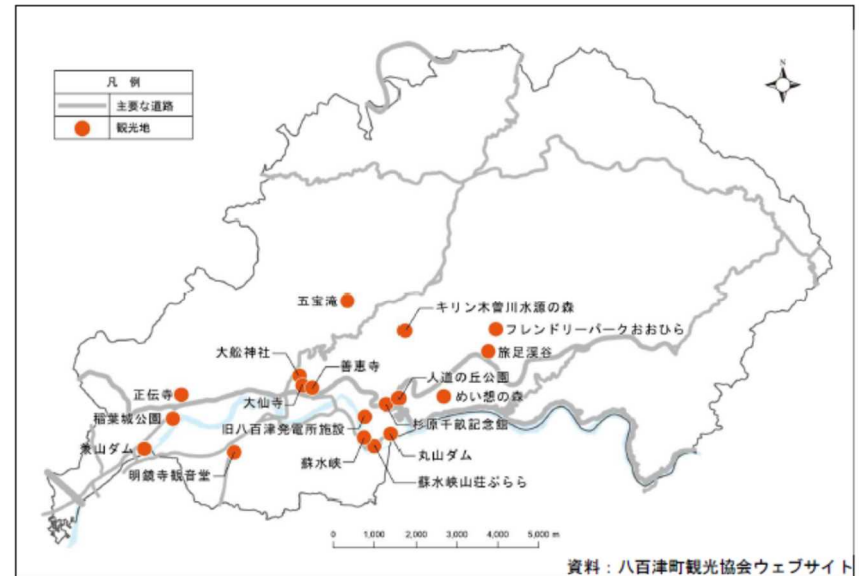 凡 例
主要な道路
観光地
N
五宝滝
キリン木曽川水源の森
フレンドリーパークおおひら
旅足渓谷
大舩神社
善恵寺
人道の丘公園
めい想の森
正伝寺
大仙寺
稲葉城公園
旧八百津発電所施設
杉原千畝記念館
兼山ダム
丸山ダム
明鏡寺観音堂
蘇水峡
蘇水峡山荘ぷらら
0 1,000 2,000 3,000 4,000 5,000 m
資料：八百津町観光協会ウェブサイト